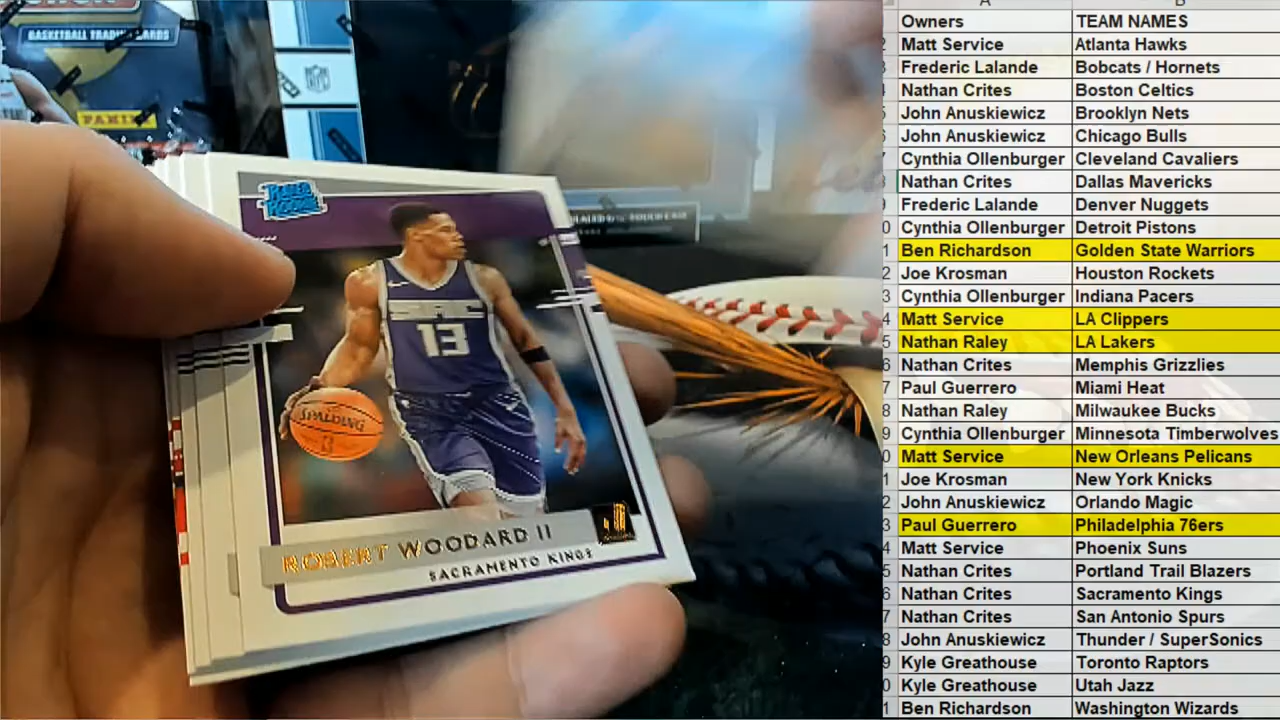 BASKETBALL TRADING CARDS
PANINI
NFL
RATED
ROOKIE
SAC
13
SPALDING
ROBERT WOODARD II
SACRAMENTO KINGS
A B
Owners TEAM NAMES
Matt Service Atlanta Hawks
Frederic Lalande Bobcats / Hornets
Nathan Crites Boston Celtics
John Anuskiewicz Brooklyn Nets
John Anuskiewicz Chicago Bulls
Cynthia Ollenburger Cleveland Cavaliers
Nathan Crites Dallas Mavericks
Frederic Lalande Denver Nuggets
Cynthia Ollenburger Detroit Pistons
Ben Richardson Golden State Warriors
Joe Krosman Houston Rockets
Cynthia Ollenburger Indiana Pacers
Matt Service LA Clippers
Nathan Raley LA Lakers
Nathan Crites Memphis Grizzlies
Paul Guerrero Miami Heat
Nathan Raley Milwaukee Bucks
Cynthia Ollenburger Minnesota Timberwolves
Matt Service New Orleans Pelicans
Joe Krosman New York Knicks
John Anuskiewicz Orlando Magic
Paul Guerrero Philadelphia 76ers
Matt Service Phoenix Suns
Nathan Crites Portland Trail Blazers
Nathan Crites Sacramento Kings
Nathan Crites San Antonio Spurs
John Anuskiewicz Thunder / SuperSonics
Kyle Greathouse Toronto Raptors
Kyle Greathouse Utah Jazz
Ben Richardson Washington Wizards